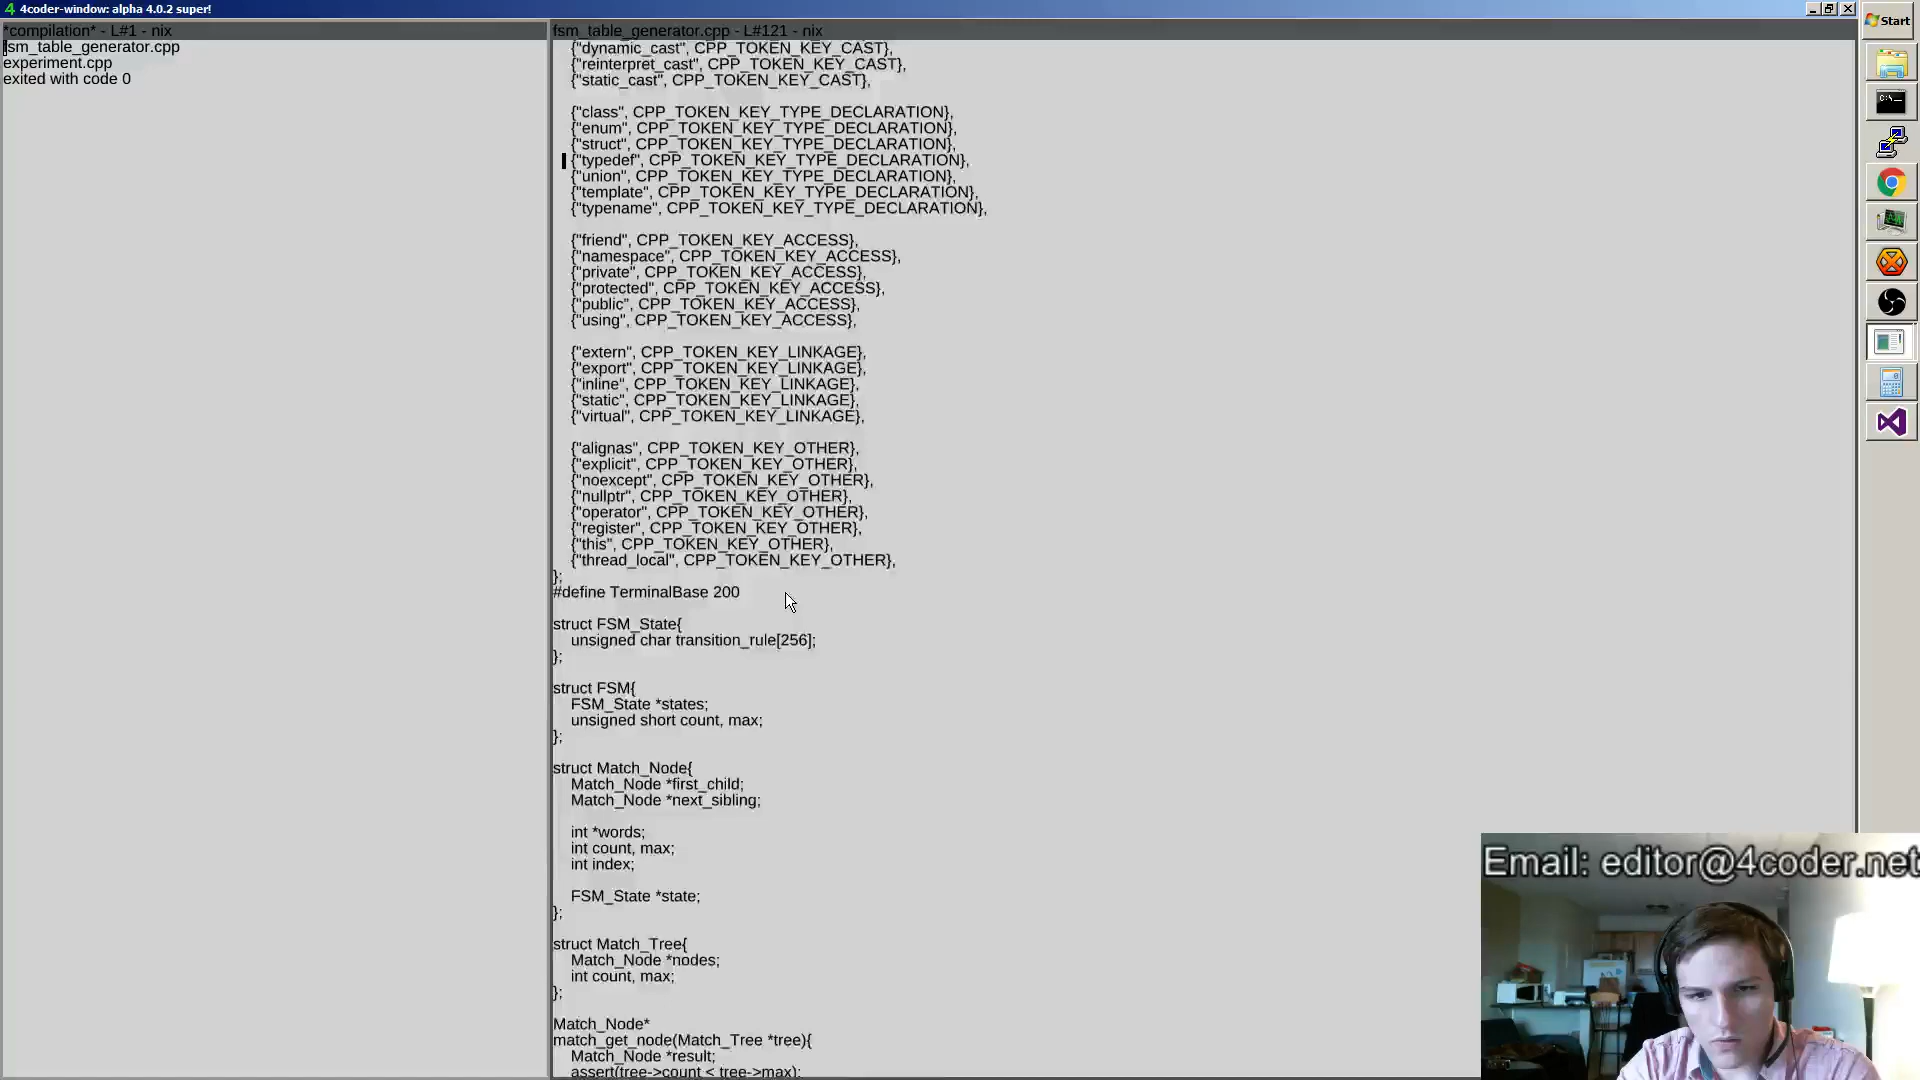 4 4coder-window: alpha 4.0.2 super!
*compilation* - L#1 - nix
fsm_table_generator.cpp
experiment.cpp
exited with code 0
fsm_table_generator.cpp - L#121 - nix
{"dynamic_cast", CPP_TOKEN_KEY_CAST},
{"reinterpret_cast", CPP_TOKEN_KEY_CAST},
{"static_cast", CPP_TOKEN_KEY_CAST},
{"class", CPP_TOKEN_KEY_TYPE_DECLARATION},
{"enum", CPP_TOKEN_KEY_TYPE_DECLARATION},
{"struct", CPP_TOKEN_KEY_TYPE_DECLARATION},
{"typedef", CPP_TOKEN_KEY_TYPE_DECLARATION},
{"union", CPP_TOKEN_KEY_TYPE_DECLARATION},
{"template", CPP_TOKEN_KEY_TYPE_DECLARATION},
{"typename", CPP_TOKEN_KEY_TYPE_DECLARATION},
{"friend", CPP_TOKEN_KEY_ACCESS},
{"namespace", CPP_TOKEN_KEY_ACCESS},
{"private", CPP_TOKEN_KEY_ACCESS},
{"protected", CPP_TOKEN_KEY_ACCESS},
{"public", CPP_TOKEN_KEY_ACCESS},
{"using", CPP_TOKEN_KEY_ACCESS},
{"extern", CPP_TOKEN_KEY_LINKAGE},
{"export", CPP_TOKEN_KEY_LINKAGE},
{"inline", CPP_TOKEN_KEY_LINKAGE},
{"static", CPP_TOKEN_KEY_LINKAGE},
{"virtual", CPP_TOKEN_KEY_LINKAGE},
{"alignas", CPP_TOKEN_KEY_OTHER},
{"explicit", CPP_TOKEN_KEY_OTHER},
{"noexcept", CPP_TOKEN_KEY_OTHER},
{"nullptr", CPP_TOKEN_KEY_OTHER},
{"operator", CPP_TOKEN_KEY_OTHER},
{"register", CPP_TOKEN_KEY_OTHER},
{"this", CPP_TOKEN_KEY_OTHER},
{"thread_local", CPP_TOKEN_KEY_OTHER},
};
#define TerminalBase 200
struct FSM_State{
unsigned char transition_rule[256];
};
struct FSM{
FSM_State *states;
unsigned short count, max;
};
struct Match_Node{
Match_Node *first_child;
Match_Node *next_sibling;
int *words;
int count, max;
int index;
FSM_State *state;
};
struct Match_Tree{
Match_Node *nodes;
int count, max;
};
Match_Node*
match_get_node(Match_Tree *tree){
Match_Node *result;
assert(tree->count < tree->max);
Start
Email: editor@4coder.net